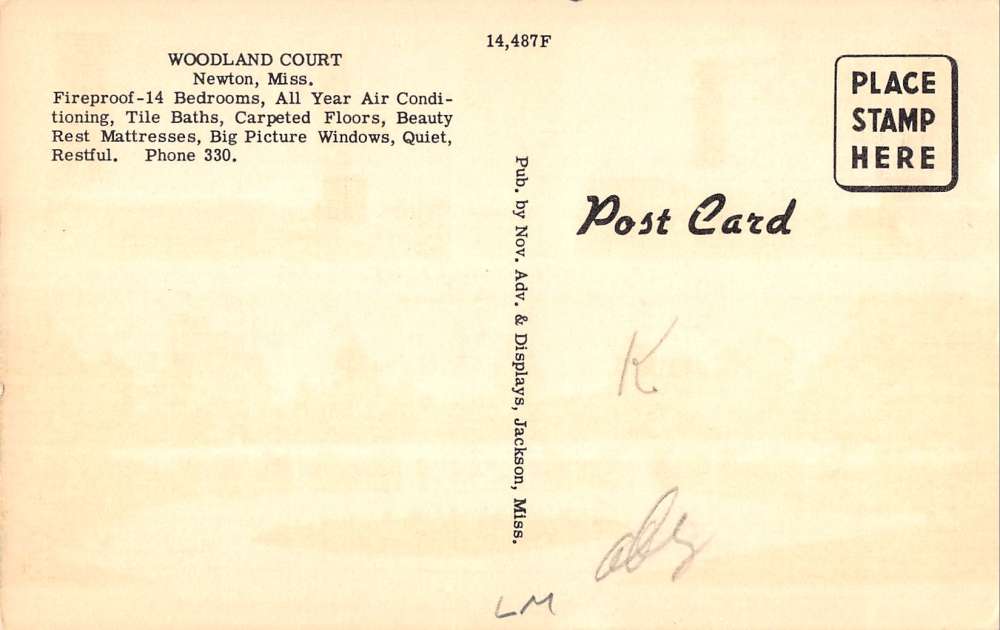 14,487F
WOODLAND COURT
Newton, Miss.
Fireproof-14 Bedrooms, All Year Air Condi-
tioning, Tile Baths, Carpeted Floors, Beauty
Rest Mattresses, Big Picture Windows, Quiet,
Restful. Phone 330.
Pub. by Nov. Adv. & Displays, Jackson, Miss.
PLACE
STAMP
HERE
Post Card
K.
LM